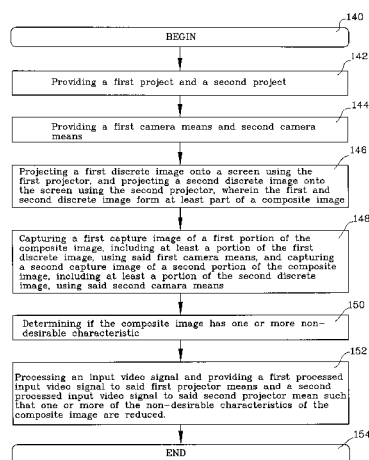 140
BEGIN
142
Providing a first project and a second project
144
Providing a first camera means and second camera
means
146
Projecting a first discrete image onto a screen using the
first projector, and projecting a second discrete image onto
the screen using the second projector, wherein the first and
second discrete image form at least part of a composite image
148
Capturing a first capture image of a first portion of the
composite image, including at least a portion of the first
discrete image, using said first camera means, and capturing
a second capture image of a second portion of the composite
image, including at least a portion of the second discrete
image, using said second camara means
150
Determining if the composite image has one or more non-
desirable characteristic
152
Processing an input video signal and providing a first processed
input video signal to said first projector means and a second
processed input video signal to said second projector mean such
that one or more of the non-desirable characteristics of the
composite image are reduced.
154
END